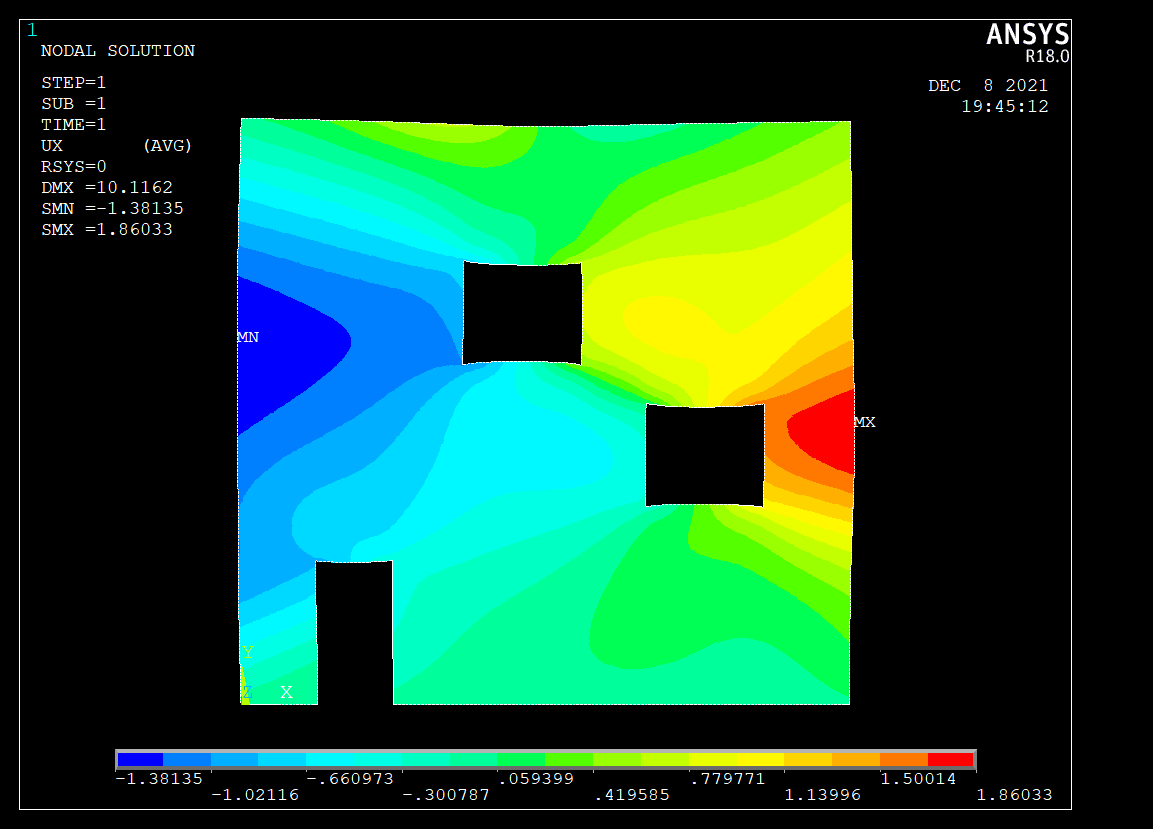 1
NODAL SOLUTION
STEP=1
SUB =1
TIME=1
UX (AVG)
RSYS=0
DMX =10.1162
SMN =-1.38135
SMX =1.86033
ANSYS
R18.0
DEC 8 2021
19:45:12
MN
MX
Y
Z X
-1.38135 -.660973 .059399 .779771 1.50014
-1.02116 -.300787 .419585 1.13996 1.86033